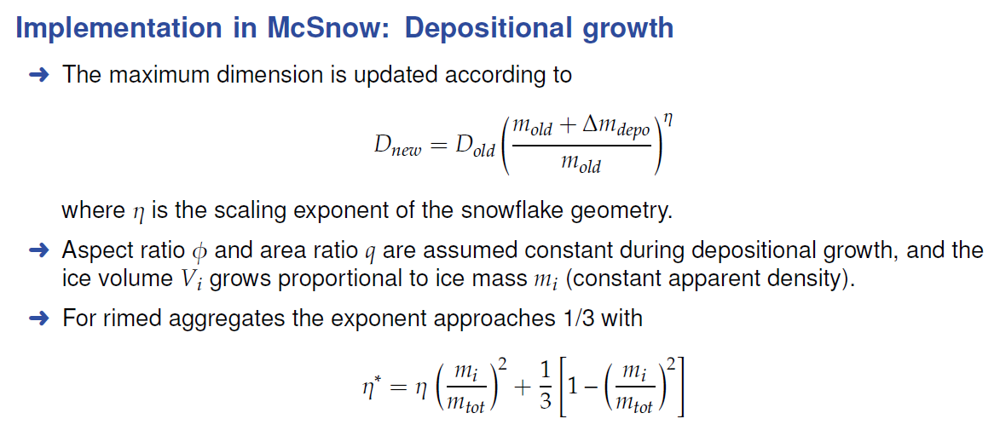 Implementation in McSnow: Depositional growth
➜ The maximum dimension is updated according to
D_{new} = D_{old} \left( \frac{m_{old} + \Delta m_{depo}}{m_{old}} \right)^{\eta}
where η is the scaling exponent of the snowflake geometry.
➜ Aspect ratio ϕ and area ratio q are assumed constant during depositional growth, and the
ice volume V_i grows proportional to ice mass m_i (constant apparent density).
➜ For rimed aggregates the exponent approaches 1/3 with
\eta^* = \eta \left( \frac{m_i}{m_{tot}} \right)^2 + \frac{1}{3} \left[ 1 - \left( \frac{m_i}{m_{tot}} \right)^2 \right]